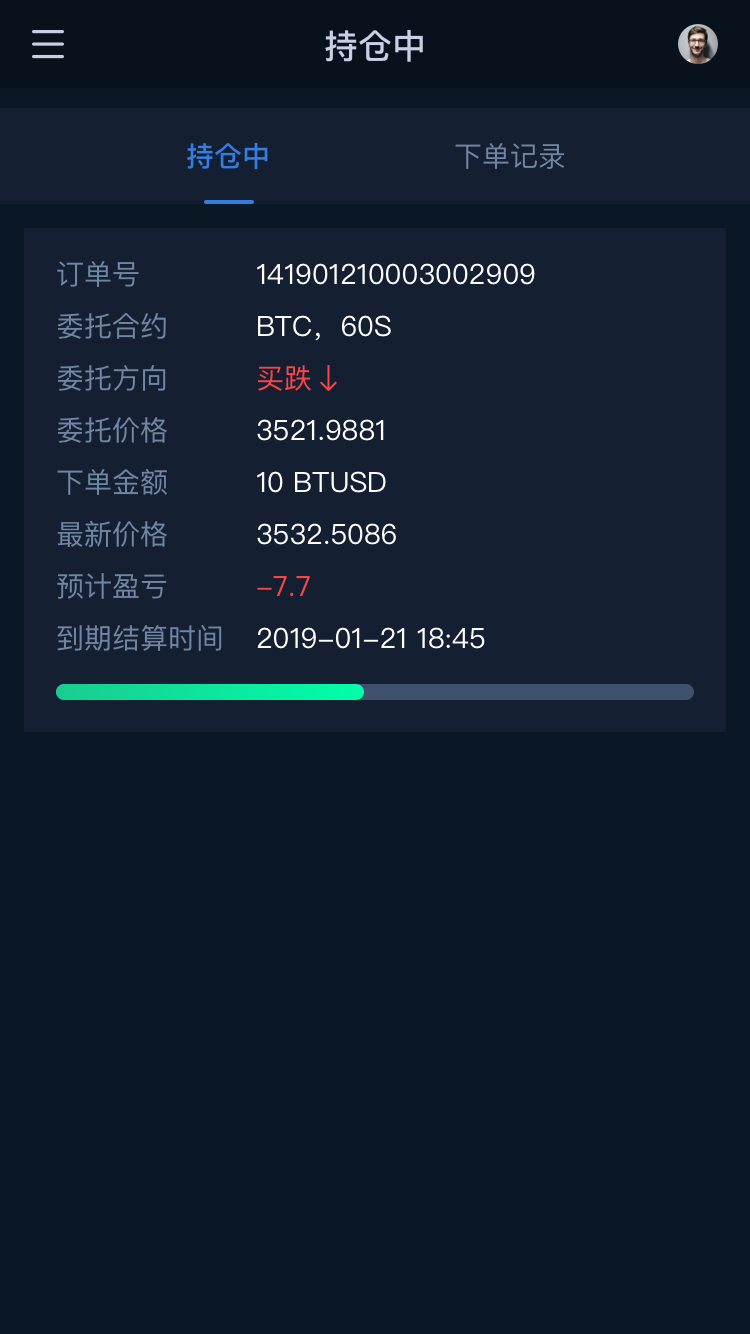 持仓中
持仓中 下单记录
订单号 141901210003002909
委托合约 BTC，60S
委托方向 买跌↓
委托价格 3521.9881
下单金额 10 BTUSD
最新价格 3532.5086
预计盈亏 –7.7
到期结算时间 2019–01–21 18:45